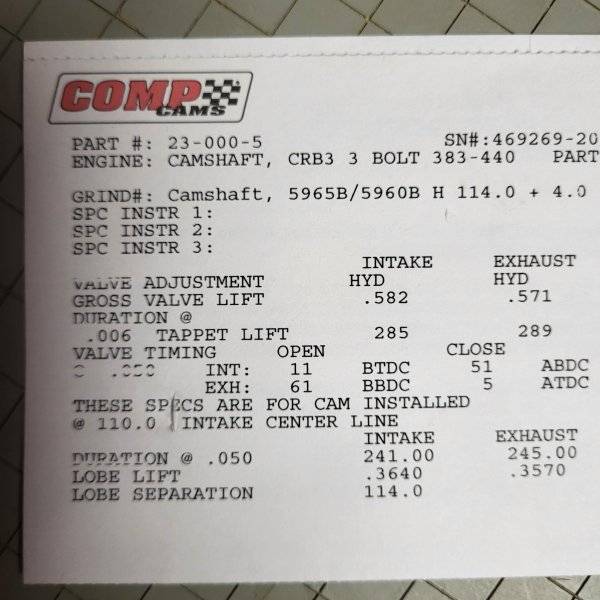 COMP
CAMS
PART #: 23-000-5 SN#:469269-20
ENGINE: CAMSHAFT, CRB3 3 BOLT 383-440 PART
GRIND#: Camshaft, 5965B/5960B H 114.0 + 4.0
SPC INSTR 1:
SPC INSTR 2:
SPC INSTR 3:
INTAKE EXHAUST
VALVE ADJUSTMENT HYD HYD
GROSS VALVE LIFT .582 .571
DURATION @
.006 TAPPET LIFT 285 289
VALVE TIMING OPEN CLOSE
@ .050 INT: 11 BTDC 51 ABDC
EXH: 61 BBDC 5 ATDC
THESE SPECS ARE FOR CAM INSTALLED
@ 110.0 INTAKE CENTER LINE
INTAKE EXHAUST
DURATION @ .050 241.00 245.00
LOBE LIFT .3640 .3570
LOBE SEPARATION 114.0